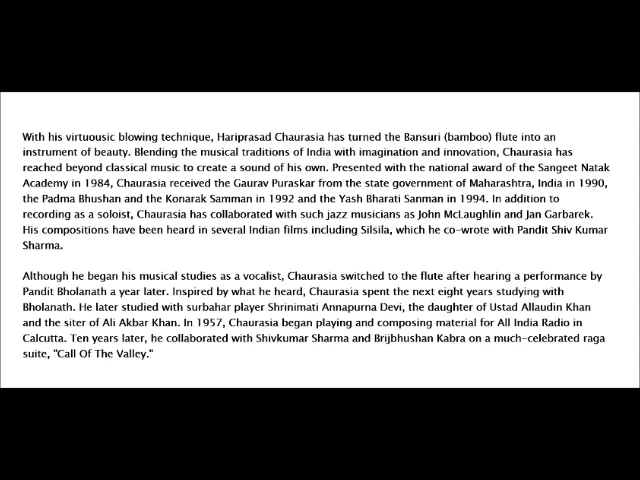 With his virtuousic blowing technique, Hariprasad Chaurasia has turned the Bansuri (bamboo) flute into an
instrument of beauty. Blending the musical traditions of India with imagination and innovation, Chaurasia has
reached beyond classical music to create a sound of his own. Presented with the national award of the Sangeet Natak
Academy in 1984, Chaurasia received the Gaurav Puraskar from the state government of Maharashtra, India in 1990,
the Padma Bhushan and the Konarak Samman in 1992 and the Yash Bharati Sanman in 1994. In addition to
recording as a soloist, Chaurasia has collaborated with such jazz musicians as John McLaughlin and Jan Garbarek.
His compositions have been heard in several Indian films including Silsila, which he co-wrote with Pandit Shiv Kumar
Sharma.
Although he began his musical studies as a vocalist, Chaurasia switched to the flute after hearing a performance by
Pandit Bholanath a year later. Inspired by what he heard, Chaurasia spent the next eight years studying with
Bholanath. He later studied with surbahar player Shrinimati Annapurna Devi, the daughter of Ustad Allaudin Khan
and the siter of Ali Akbar Khan. In 1957, Chaurasia began playing and composing material for All India Radio in
Calcutta. Ten years later, he collaborated with Shivkumar Sharma and Brijbhushan Kabra on a much-celebrated raga
suite, "Call Of The Valley."